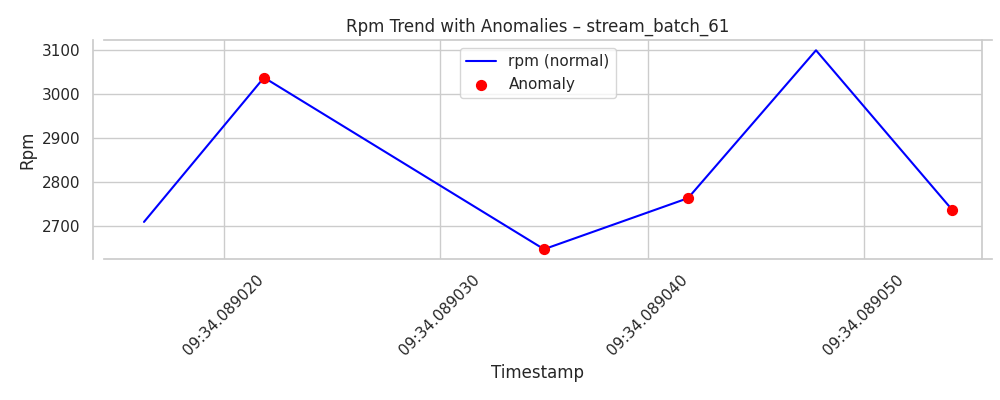 Rpm Trend with Anomalies – stream_batch_61
3100
3000
2900
2800
2700
Rpm
rpm (normal)
Anomaly
09:34.089020
09:34.089030
09:34.089040
09:34.089050
Timestamp